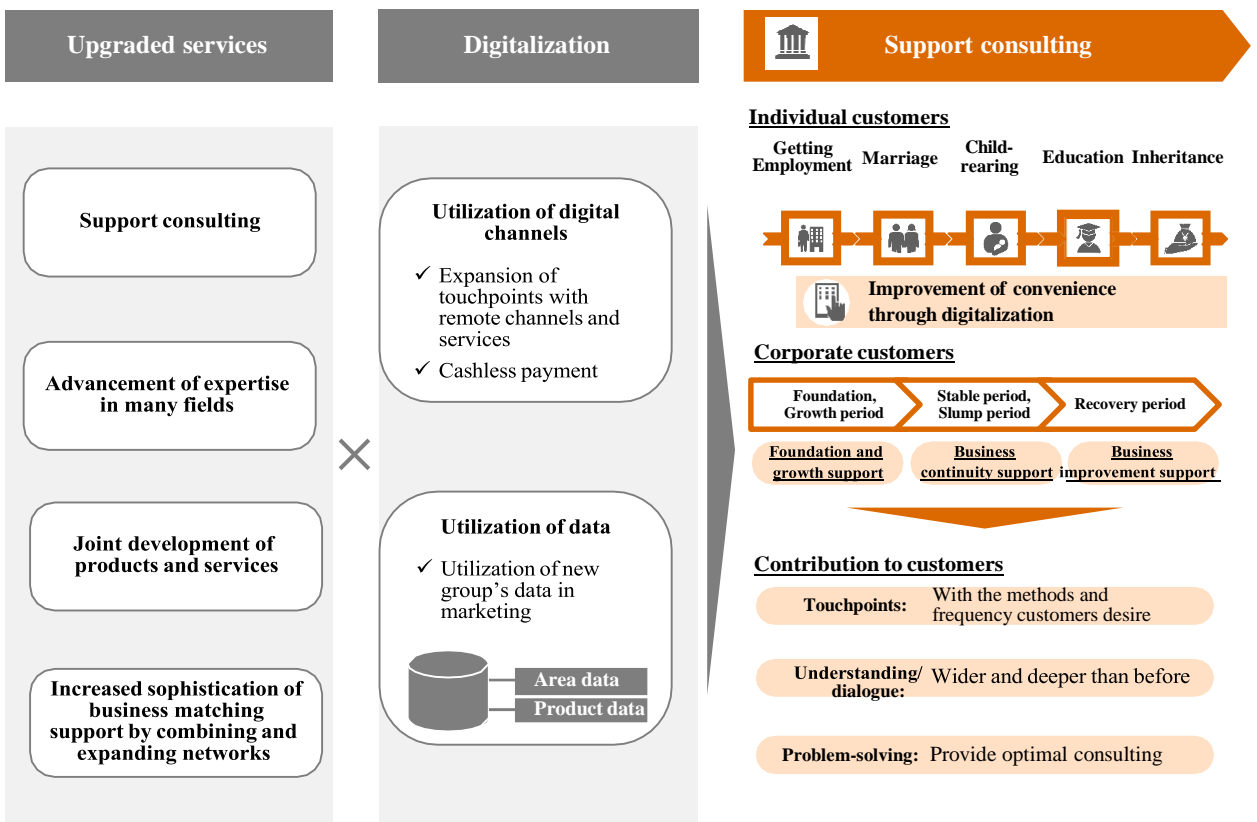 Upgraded services
Support consulting
Advancement of expertise
in many fields
Joint development of
products and services
Increased sophistication of
business matching
support by combining and
expanding networks
Digitalization
Utilization of digital
channels
✓ Expansion of
touchpoints with
remote channels and
services
✓ Cashless payment
Utilization of data
✓ Utilization of new
group’s data in
marketing
Area data
Product data
Support consulting
Individual customers
Getting
Employment
Marriage
Child-
rearing
Education
Inheritance
¥
Improvement of convenience
through digitalization
Corporate customers
Foundation,
Growth period
Stable period,
Slump period
Recovery period
Foundation and
growth support
Business
continuity support
Business
improvement support
Contribution to customers
Touchpoints:
With the methods and
frequency customers desire
Understanding/
dialogue:
Wider and deeper than before
Problem-solving:
Provide optimal consulting